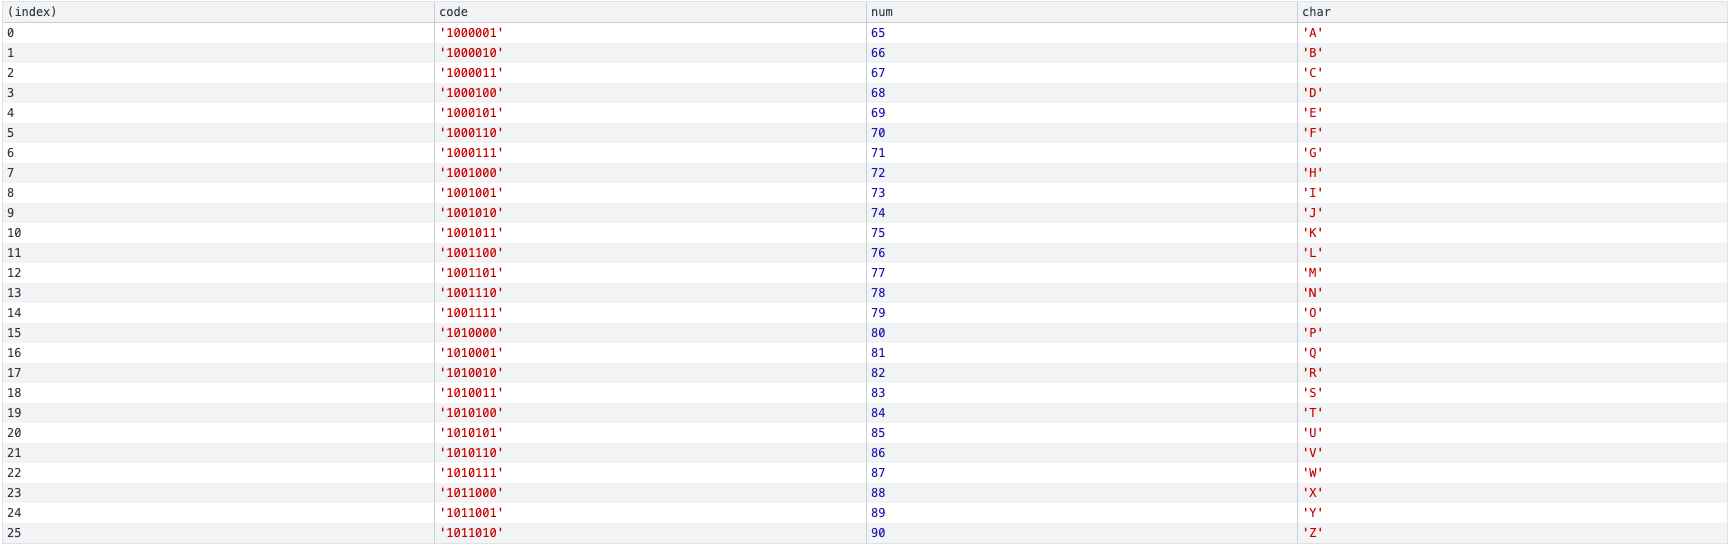 (index) code num char
0 '1000001' 65 'A'
1 '1000010' 66 'B'
2 '1000011' 67 'C'
3 '1000100' 68 'D'
4 '1000101' 69 'E'
5 '1000110' 70 'F'
6 '1000111' 71 'G'
7 '1001000' 72 'H'
8 '1001001' 73 'I'
9 '1001010' 74 'J'
10 '1001011' 75 'K'
11 '1001100' 76 'L'
12 '1001101' 77 'M'
13 '1001110' 78 'N'
14 '1001111' 79 'O'
15 '1010000' 80 'P'
16 '1010001' 81 'Q'
17 '1010010' 82 'R'
18 '1010011' 83 'S'
19 '1010100' 84 'T'
20 '1010101' 85 'U'
21 '1010110' 86 'V'
22 '1010111' 87 'W'
23 '1011000' 88 'X'
24 '1011001' 89 'Y'
25 '1011010' 90 'Z'